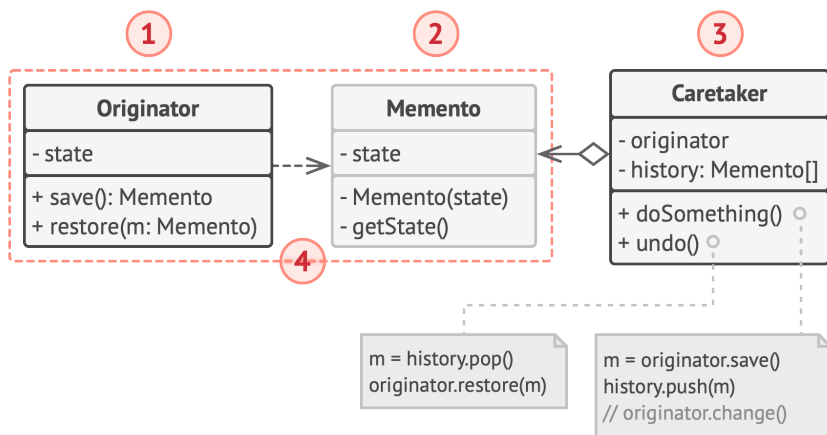 1
2
3
Originator
- state
+ save(): Memento
+ restore(m: Memento)
Memento
- state
- Memento(state)
- getState()
Caretaker
- originator
- history: Memento[]
+ doSomething()
+ undo()
4
m = history.pop()
originator.restore(m)
m = originator.save()
history.push(m)
// originator.change()